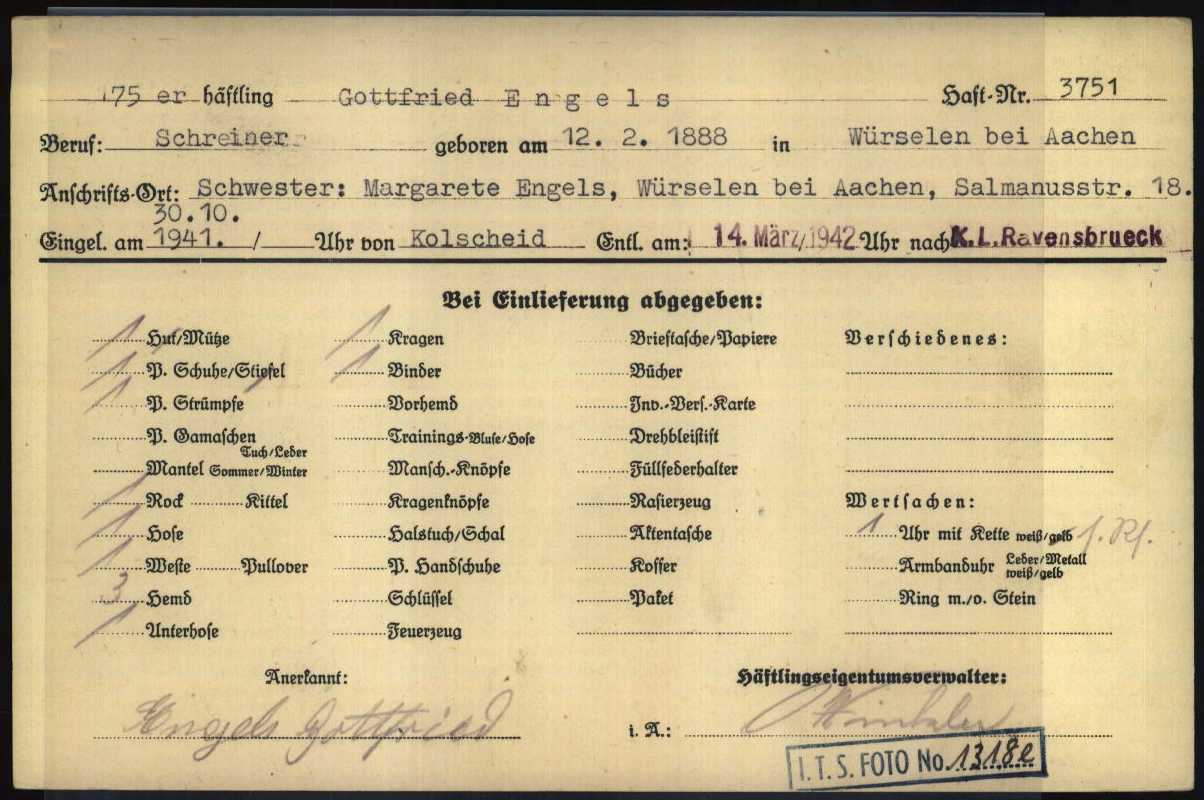 175 er Häftling Gottfried Engels Haft-Nr. 3751
Beruf: Schreiner geboren am 12. 2. 1888 in Würselen bei Aachen
Anschrifts-Ort: Schwester: Margarete Engels, Würselen bei Aachen, Salmanusstr. 18.
30.10.
Eingel. am 1941. / Uhr von Kolscheid Entl. am: 14. März 1942 Uhr nach K.L. Ravensbrueck
Bei Einlieferung abgegeben:
1 Hut/Mütze 1 Kragen Brieftasche/Papiere Verschiedenes:
1 P. Schuhe/Stiefel 1 Binder Bücher
1 P. Strümpfe Vorhemd Inv.-Vers.-Karte
P. Gamaschen Tuch/Leder Trainings-Bluse/Hose Drehbleistift
Mantel Sommer/Winter Mansch.-Knöpfe Füllfederhalter
1 Rock Kittel Kragenknöpfe Rasierzeug Wertsachen:
1 Hose Halstuch/Schal Aktentasche 1 Uhr mit Kette weiß/gelb
1 Weste Pullover P. Handschuhe Koffer Armbanduhr Leder/Metall weiß/gelb
3 Hemd Schlüssel Paket Ring m./o. Stein
1 Unterhose Feuerzeug
Anerkannt: Häftlingseigentumsverwalter:
Engels Gottfried i. A.: Winkler
I.T.S. FOTO No. 1318e